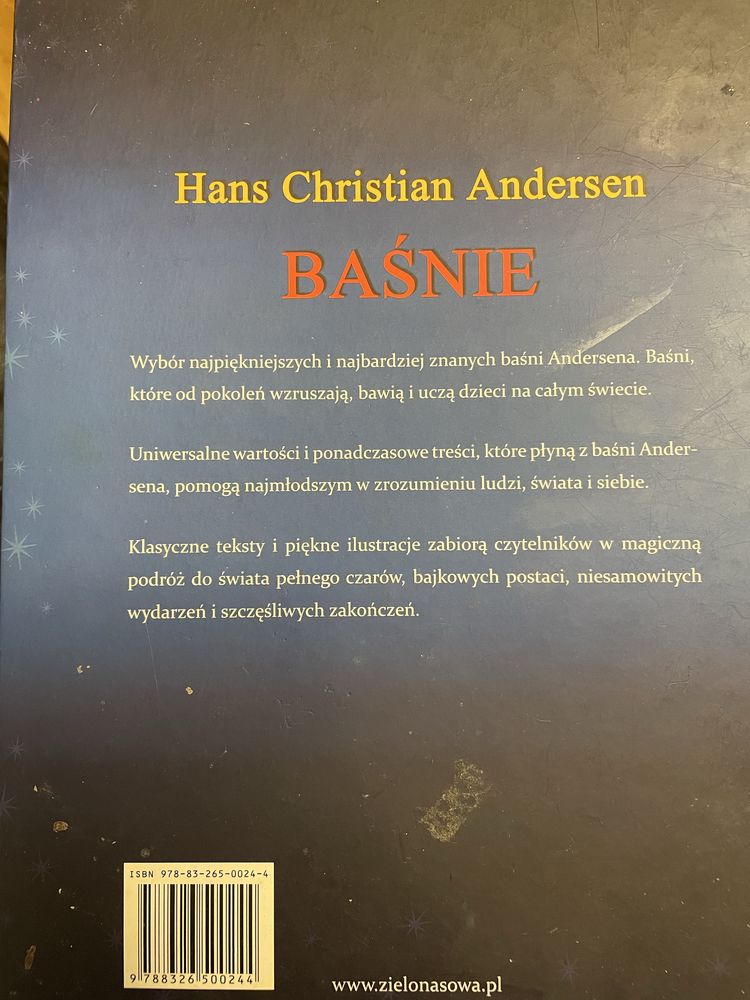 Hans Christian Andersen
BAŚNIE
Wybór najpiękniejszych i najbardziej znanych baśni Andersena. Baśni,
które od pokoleń wzruszają, bawią i uczą dzieci na całym świecie.
Uniwersalne wartości i ponadczasowe treści, które płyną z baśni Ander-
sena, pomogą najmłodszym w zrozumieniu ludzi, świata i siebie.
Klasyczne teksty i piękne ilustracje zabiorą czytelników w magiczną
podróż do świata pełnego czarów, bajkowych postaci, niesamowitych
wydarzeń i szczęśliwych zakończeń.
ISBN 978-83-265-0024-4
9 788326 500244
www.zielonasowa.pl